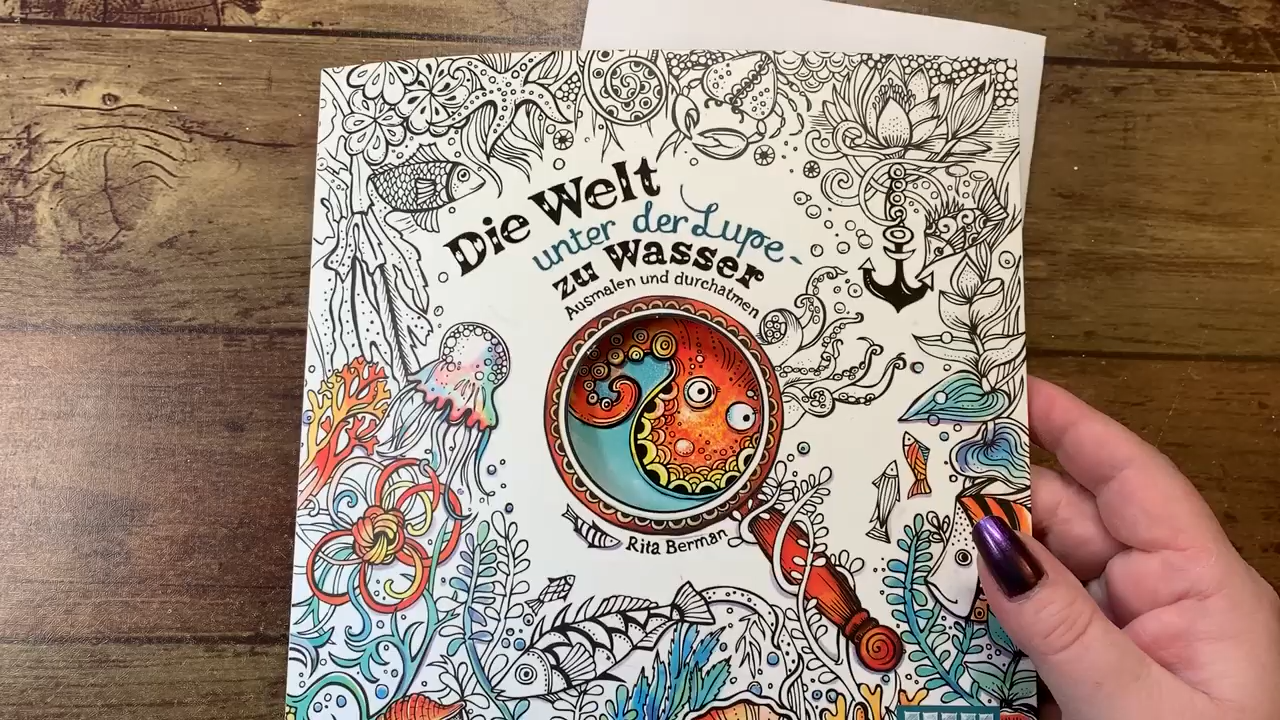 Die Welt
unter der Lupe-
zu Wasser
Ausmalen und durchatmen
Rita Berman